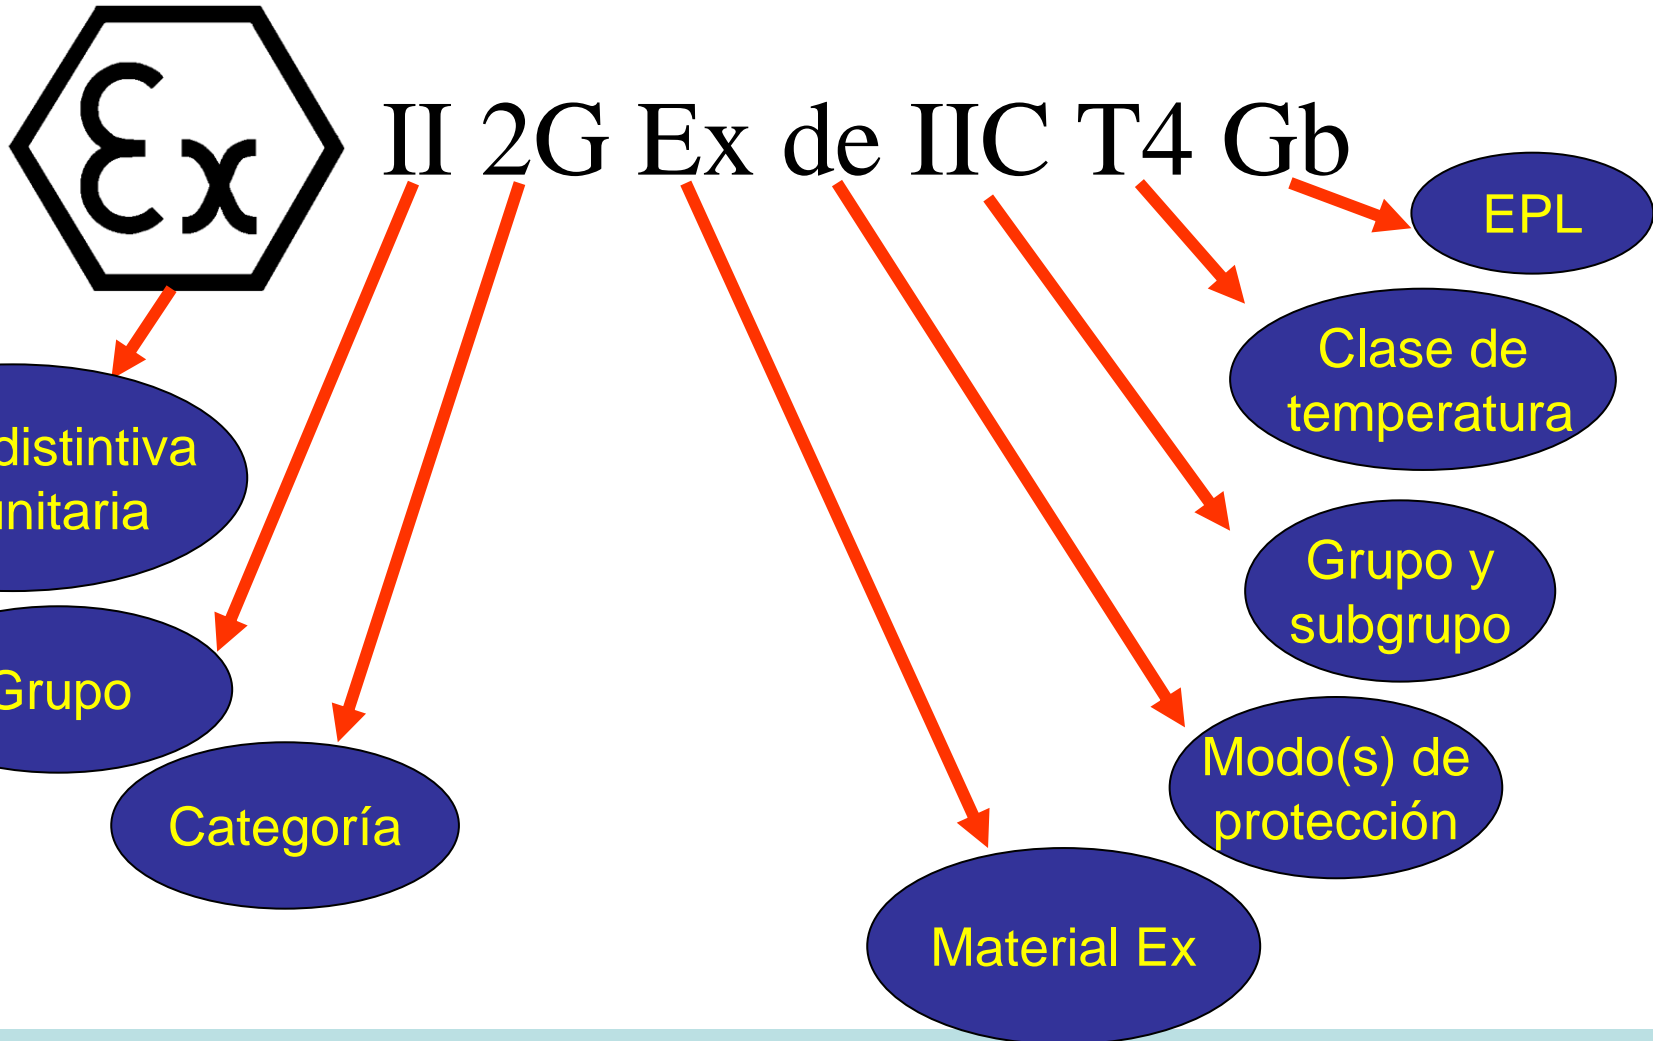 Ex
II 2G Ex de IIC T4 Gb
EPL
Clase de
temperatura
distintiva
unitaria
Grupo y
subgrupo
Grupo
Modo(s) de
protección
Categoría
Material Ex